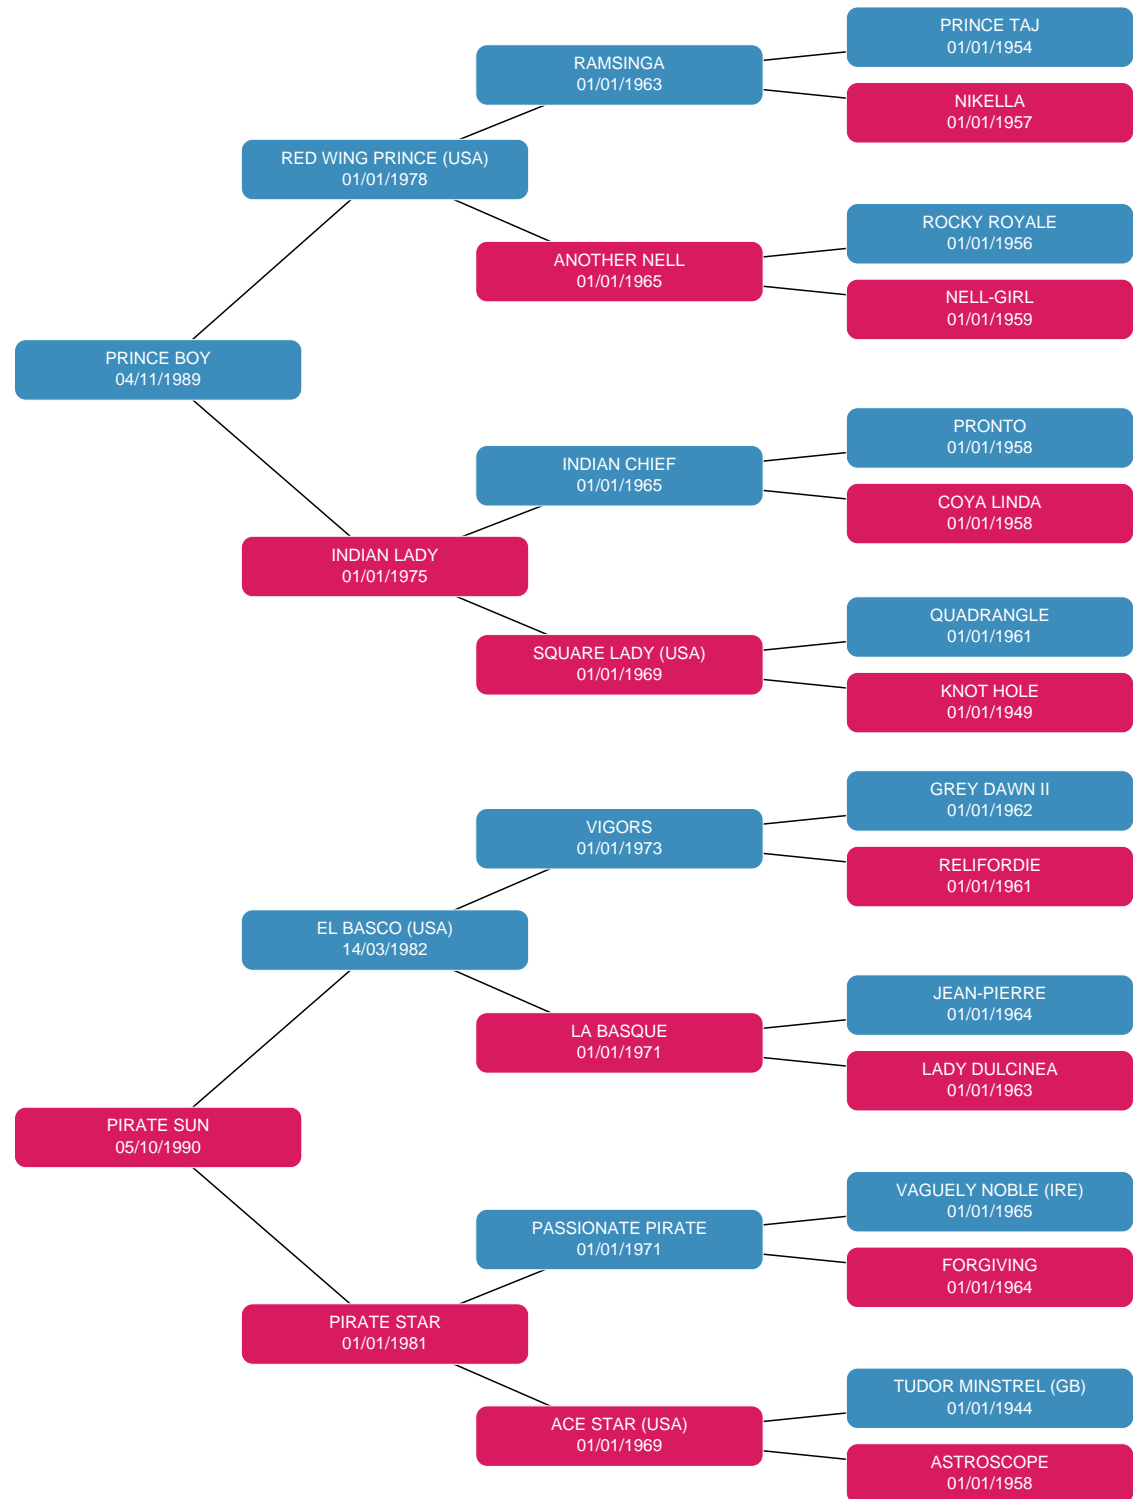 PRINCE TAJ
01/01/1954
RAMSINGA
01/01/1963
NIKELLA
01/01/1957
RED WING PRINCE (USA)
01/01/1978
ROCKY ROYALE
01/01/1956
ANOTHER NELL
01/01/1965
NELL-GIRL
01/01/1959
PRINCE BOY
04/11/1989
PRONTO
01/01/1958
INDIAN CHIEF
01/01/1965
COYA LINDA
01/01/1958
INDIAN LADY
01/01/1975
QUADRANGLE
01/01/1961
SQUARE LADY (USA)
01/01/1969
KNOT HOLE
01/01/1949
GREY DAWN II
01/01/1962
VIGORS
01/01/1973
RELIFORDIE
01/01/1961
EL BASCO (USA)
14/03/1982
JEAN-PIERRE
01/01/1964
LA BASQUE
01/01/1971
LADY DULCINEA
01/01/1963
PIRATE SUN
05/10/1990
VAGUELY NOBLE (IRE)
01/01/1965
PASSIONATE PIRATE
01/01/1971
FORGIVING
01/01/1964
PIRATE STAR
01/01/1981
TUDOR MINSTREL (GB)
01/01/1944
ACE STAR (USA)
01/01/1969
ASTROSCOPE
01/01/1958